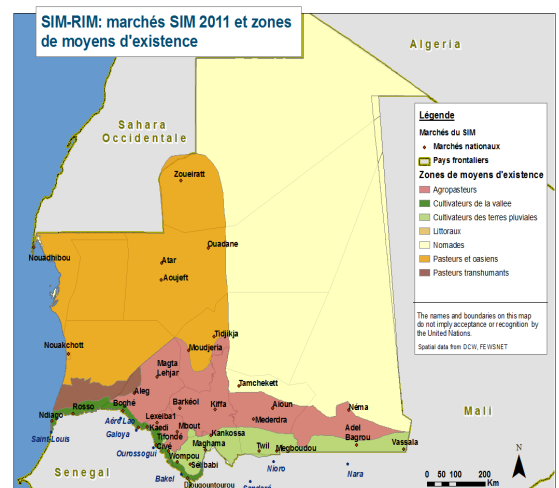 SIM-RIM: marchés SIM 2011 et zones
de moyens d'existence
Algeria
Sahara
Occidentale
Légende
Marchés du SIM
Marchés nationaux
Pays frontaliers
Zones de moyens d'existence
Agropasteurs
Cultivateurs de la vallee
Cultivateurs des terres pluviales
Littoraux
Nomades
Pasteurs et oasiens
Pasteurs transhumants
The names and boundaries on this map
do not imply acceptance or recognition by
the United Nations.
Spatial data from DCW, FEWSNET
Zoueiratt
Ouadane
Nouadhibou
Atar
Aoujeft
Tidjikja
Nouakchott
Moudjeria
Magta
Lehjar
Tamchekett
Aleg
Boghé
Barkéol
Kiffa
Aioun
Néma
Mali
Rosso
Ndiago
Aéré Lao
Lexeiba1
Mederdra
Saint-Louis
Galoya
Kaedi
Mbout
Kankossa
Adel
Bagrou
Tifonde
Ourossogui
Civé
Maghama
Twil
Megboudou
Vassala
Wompou
Sélibabi
Nioro
Nara
Senegal
Bakel
Diougountourou
N
0 50 100 200
Km